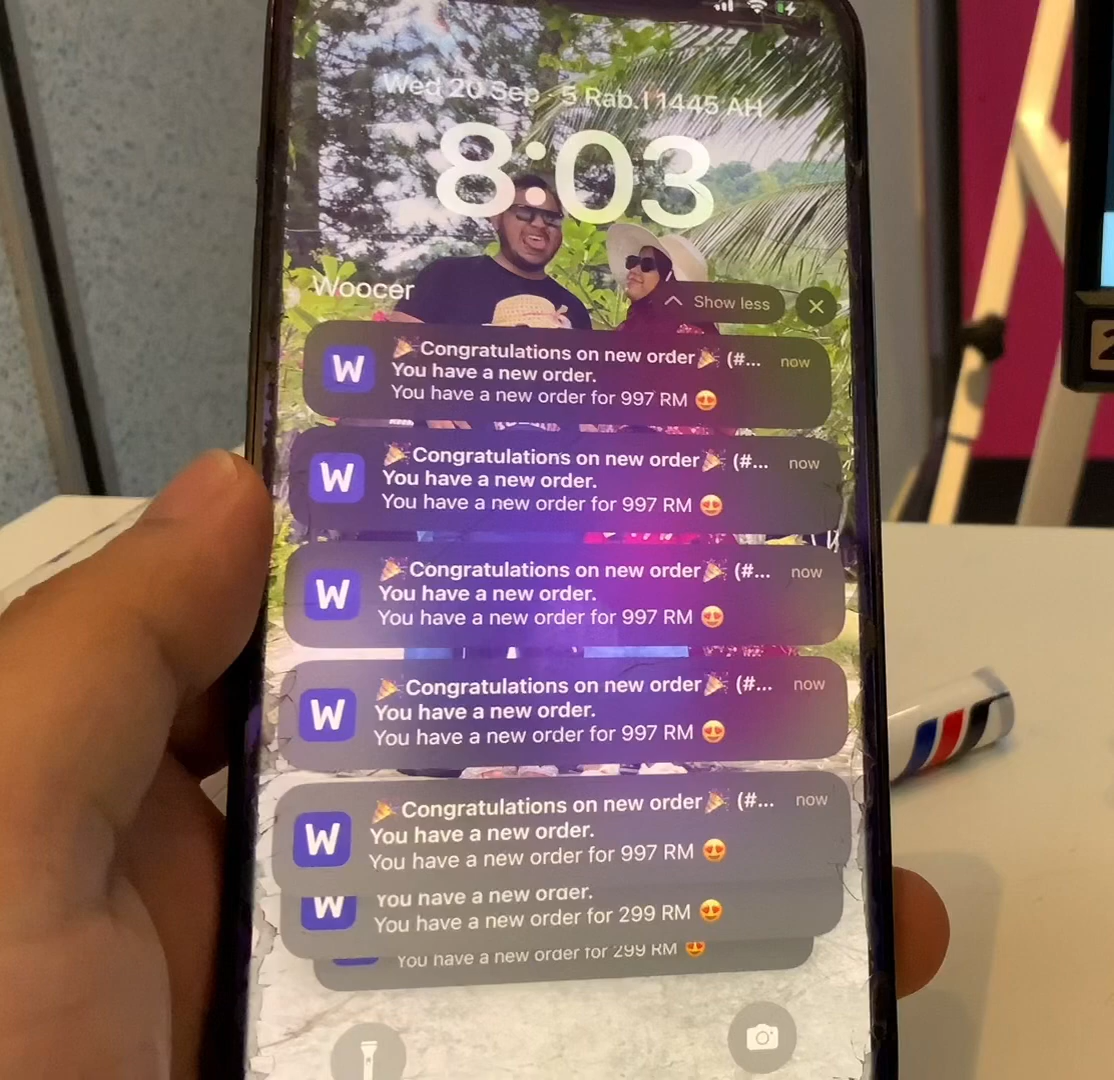 Wed 20 Sep · 5 Rab. I 1445 AH
8:03
Woocer
Show less
🎉Congratulations on new order🎉 (#... now
W
You have a new order.
You have a new order for 997 RM 😍
🎉Congratulations on new order🎉 (#... now
W
You have a new order.
You have a new order for 997 RM 😍
🎉Congratulations on new order🎉 (#... now
W
You have a new order.
You have a new order for 997 RM 😍
🎉Congratulations on new order🎉 (#... now
W
You have a new order.
You have a new order for 997 RM 😍
🎉Congratulations on new order🎉 (#... now
W
You have a new order.
You have a new order for 997 RM 😍
W
You have a new order.
You have a new order for 299 RM 😍
You have a new order for 299 RM 😍